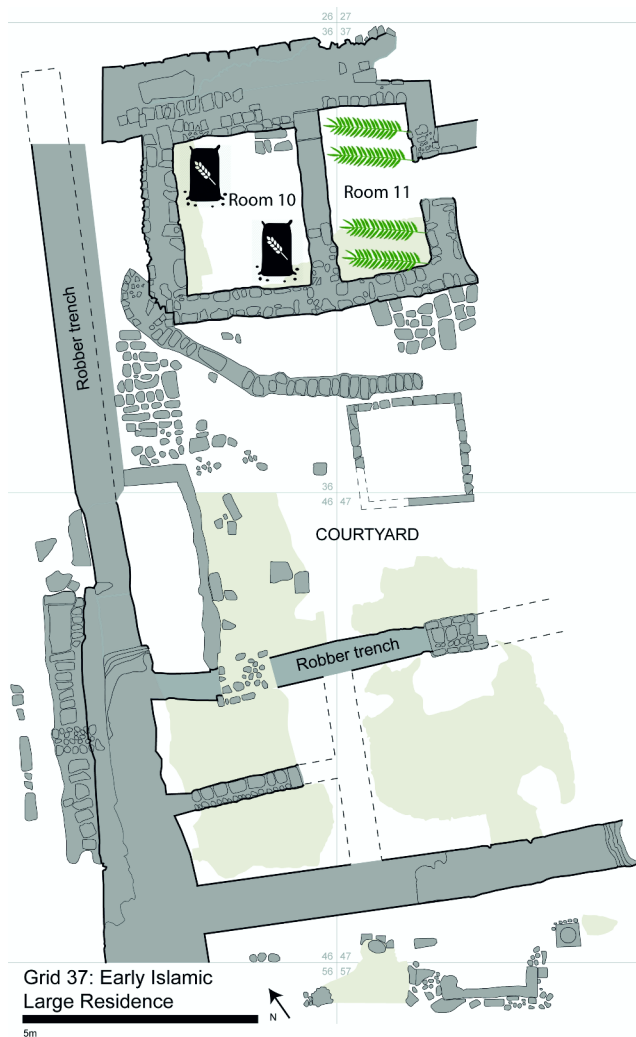 26 27
36 37
Room 10
Room 11
Robber trench
36
46 47
COURTYARD
Robber trench
46 47
56 57
Grid 37: Early Islamic
Large Residence
N
5m